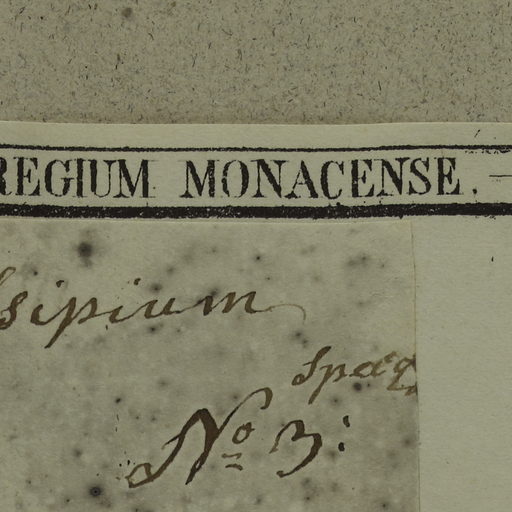 REGIUM MONACENSE. —
sipium
No 3: